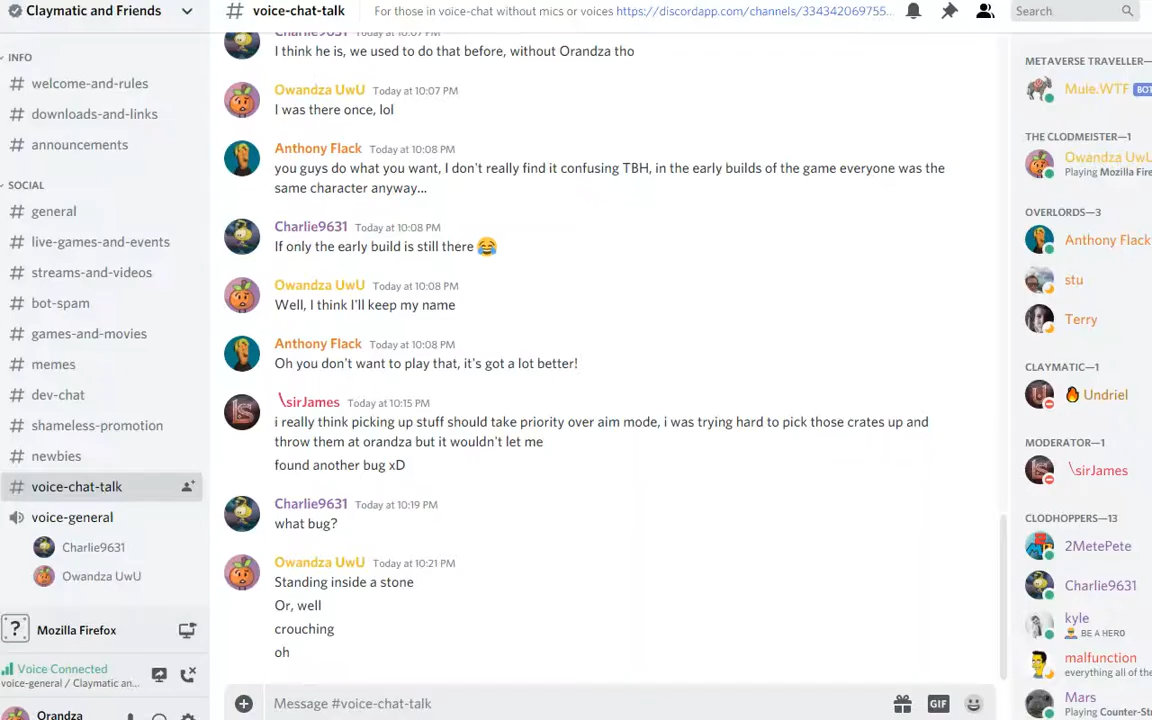 Claymatic and Friends
INFO
# welcome-and-rules
# downloads-and-links
# announcements
SOCIAL
# general
# live-games-and-events
# streams-and-videos
# bot-spam
# games-and-movies
# memes
# dev-chat
# shameless-promotion
# newbies
# voice-chat-talk
voice-general
Charlie9631
Owandza UwU
? Mozilla Firefox
Voice Connected
voice-general / Claymatic an...
Orandza
# voice-chat-talk For those in voice-chat without mics or voices https://discordapp.com/channels/334342069755... Search
Charlie9631 Today at 10:07 PM
I think he is, we used to do that before, without Orandza tho
Owandza UwU Today at 10:07 PM
I was there once, lol
Anthony Flack Today at 10:08 PM
you guys do what you want, I don't really find it confusing TBH, in the early builds of the game everyone was the
same character anyway...
Charlie9631 Today at 10:08 PM
If only the early build is still there 😂
Owandza UwU Today at 10:08 PM
Well, I think I'll keep my name
Anthony Flack Today at 10:08 PM
Oh you don't want to play that, it's got a lot better!
\sirJames Today at 10:15 PM
i really think picking up stuff should take priority over aim mode, i was trying hard to pick those crates up and
throw them at orandza but it wouldn't let me
found another bug xD
Charlie9631 Today at 10:19 PM
what bug?
Owandza UwU Today at 10:21 PM
Standing inside a stone
Or, well
crouching
oh
Message #voice-chat-talk GIF
METAVERSE TRAVELLER—
Mule.WTF BOT
THE CLODMEISTER—1
Owandza UwU
Playing Mozilla Fire
OVERLORDS—3
Anthony Flack
stu
Terry
CLAYMATIC—1
🔥 Undriel
MODERATOR—1
\sirJames
CLODHOPPERS—13
2MetePete
Charlie9631
kyle
BE A HERO
malfunction
everything all of the
Mars
Playing Counter-St